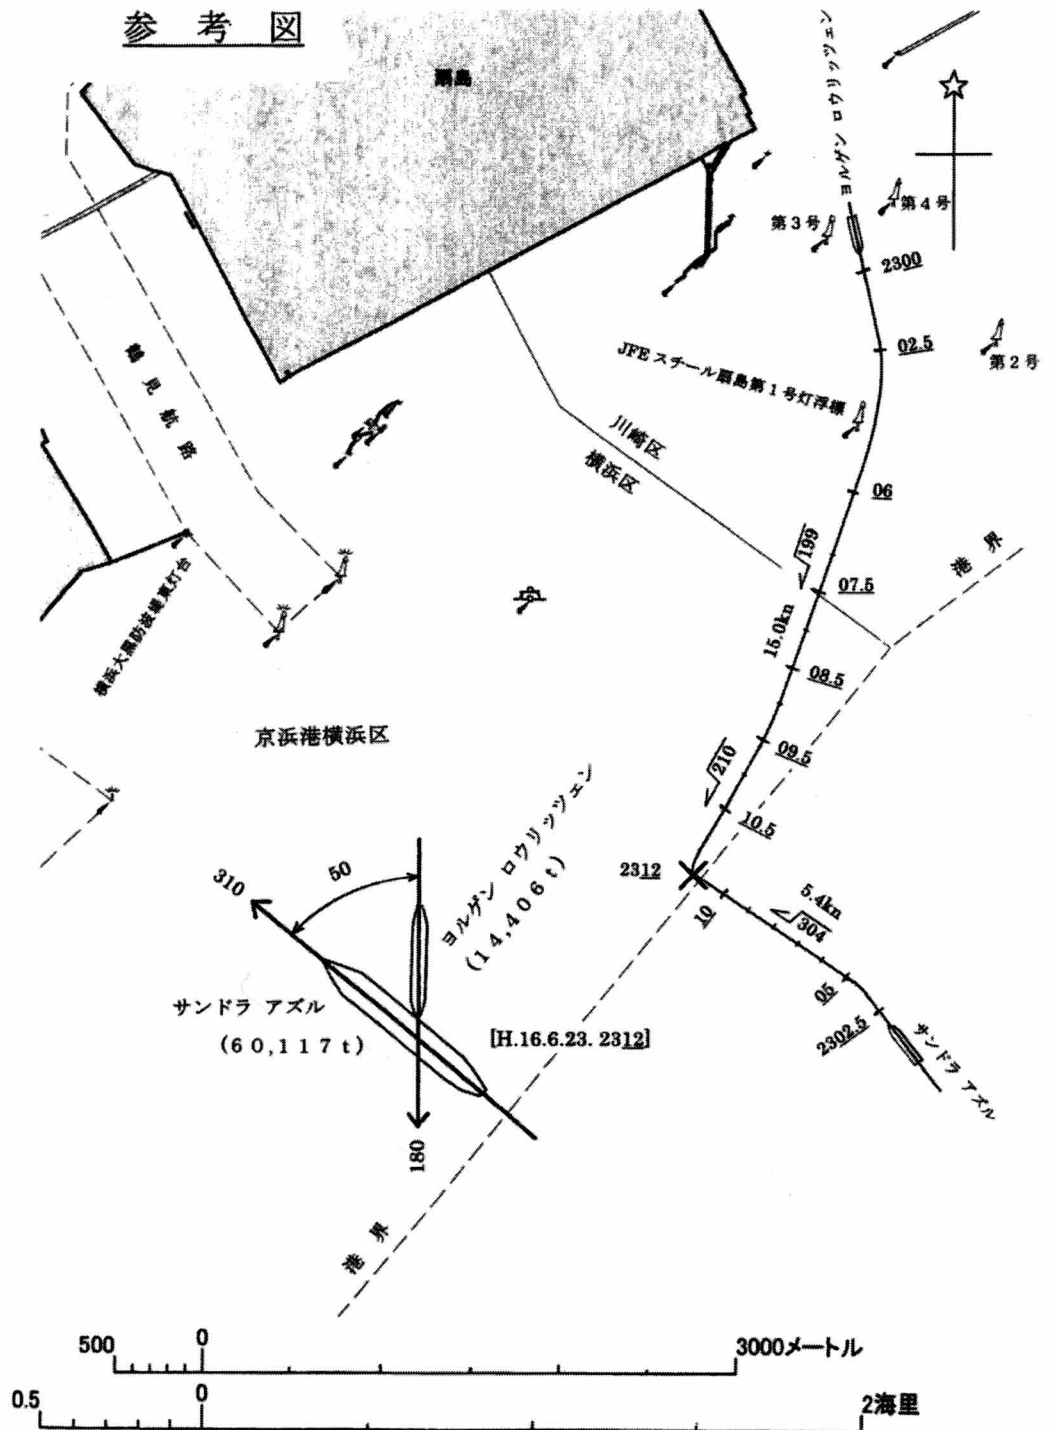 参考図
扇島
ヨルゲン ロウリッツェン
第3号
第4号
2300
02.5
第2号
JFEスチール扇島第1号灯浮標
鶴見航路
川崎区
横浜区
06
199
港界
07.5
15.0kn
横浜大黒防波堤東灯台
08.5
京浜港横浜区
09.5
210
10.5
2312
10
5.4kn
304
05
2302.5
サンドラ アズル
310
50
ヨルゲン ロウリッツェン
(14,406t)
サンドラ アズル
(60,117t)
[H.16.6.23. 2312]
180
港界
500
0
3000メートル
0.5
0
2海里